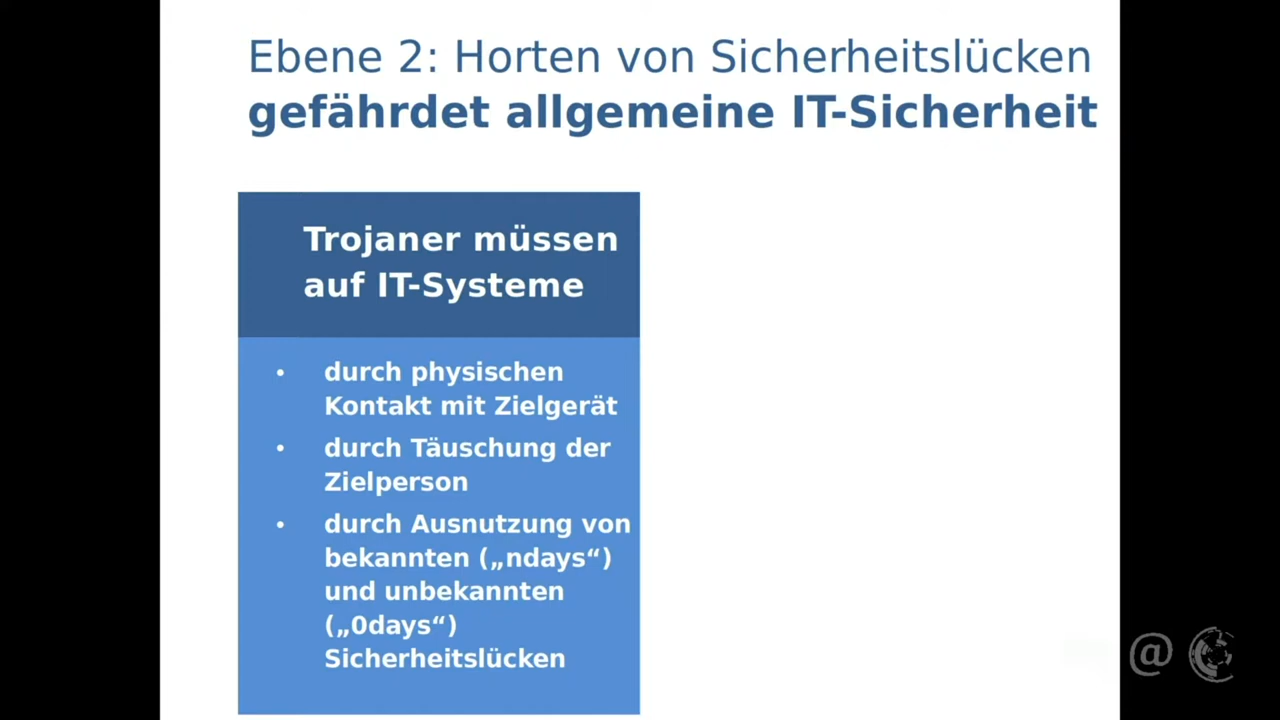 Ebene 2: Horten von Sicherheitslücken
gefährdet allgemeine IT-Sicherheit
Trojaner müssen
auf IT-Systeme
• durch physischen
Kontakt mit Zielgerät
• durch Täuschung der
Zielperson
• durch Ausnutzung von
bekannten („ndays“)
und unbekannten
(„0days“)
Sicherheitslücken
@